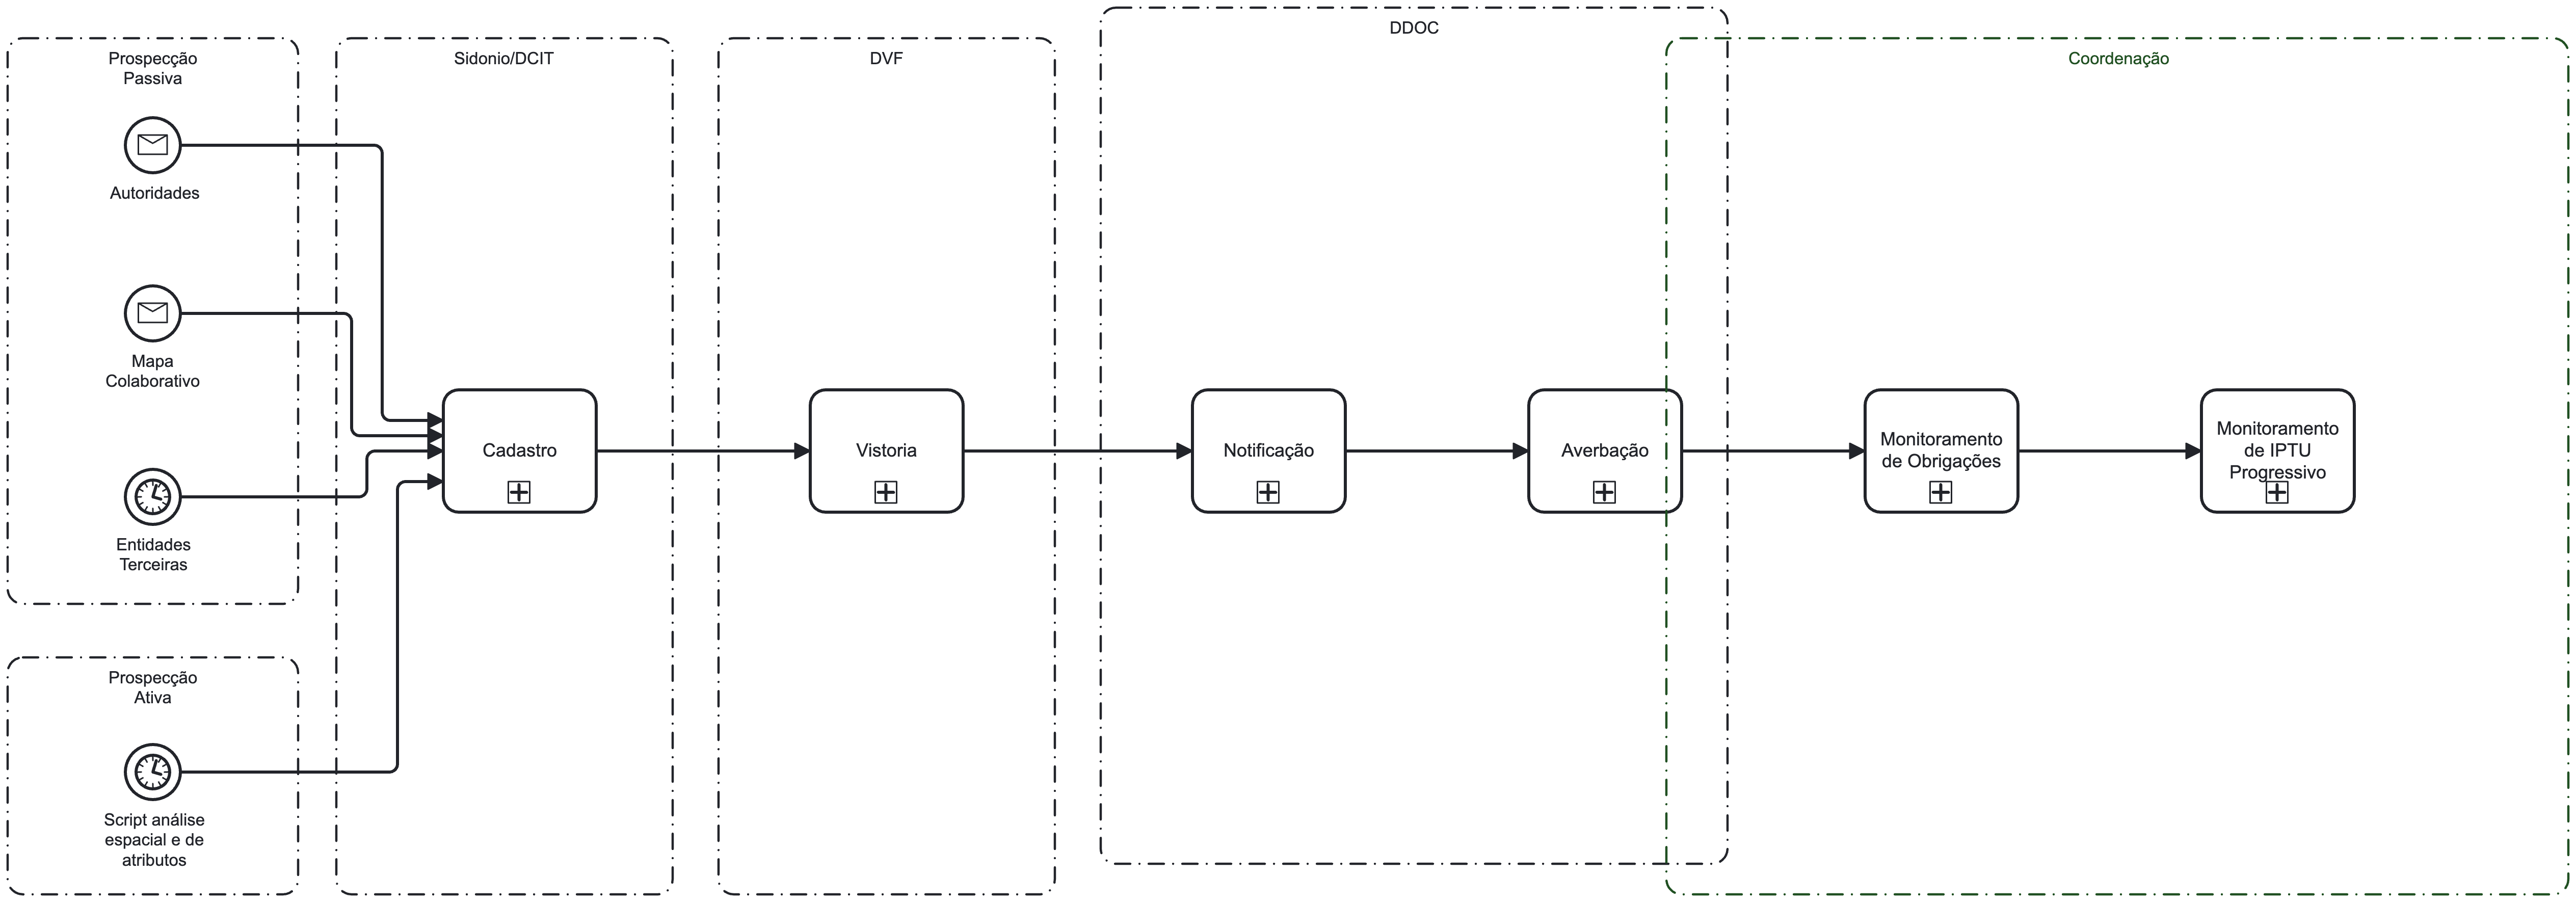 Prospecção
Passiva
Autoridades
Mapa
Colaborativo
Entidades
Terceiras
Prospecção
Ativa
Script análise
espacial e de
atributos
Sidonio/DCIT
Cadastro
DVF
Vistoria
DDOC
Notificação
Averbação
Coordenação
Monitoramento
de Obrigações
Monitoramento
de IPTU
Progressivo